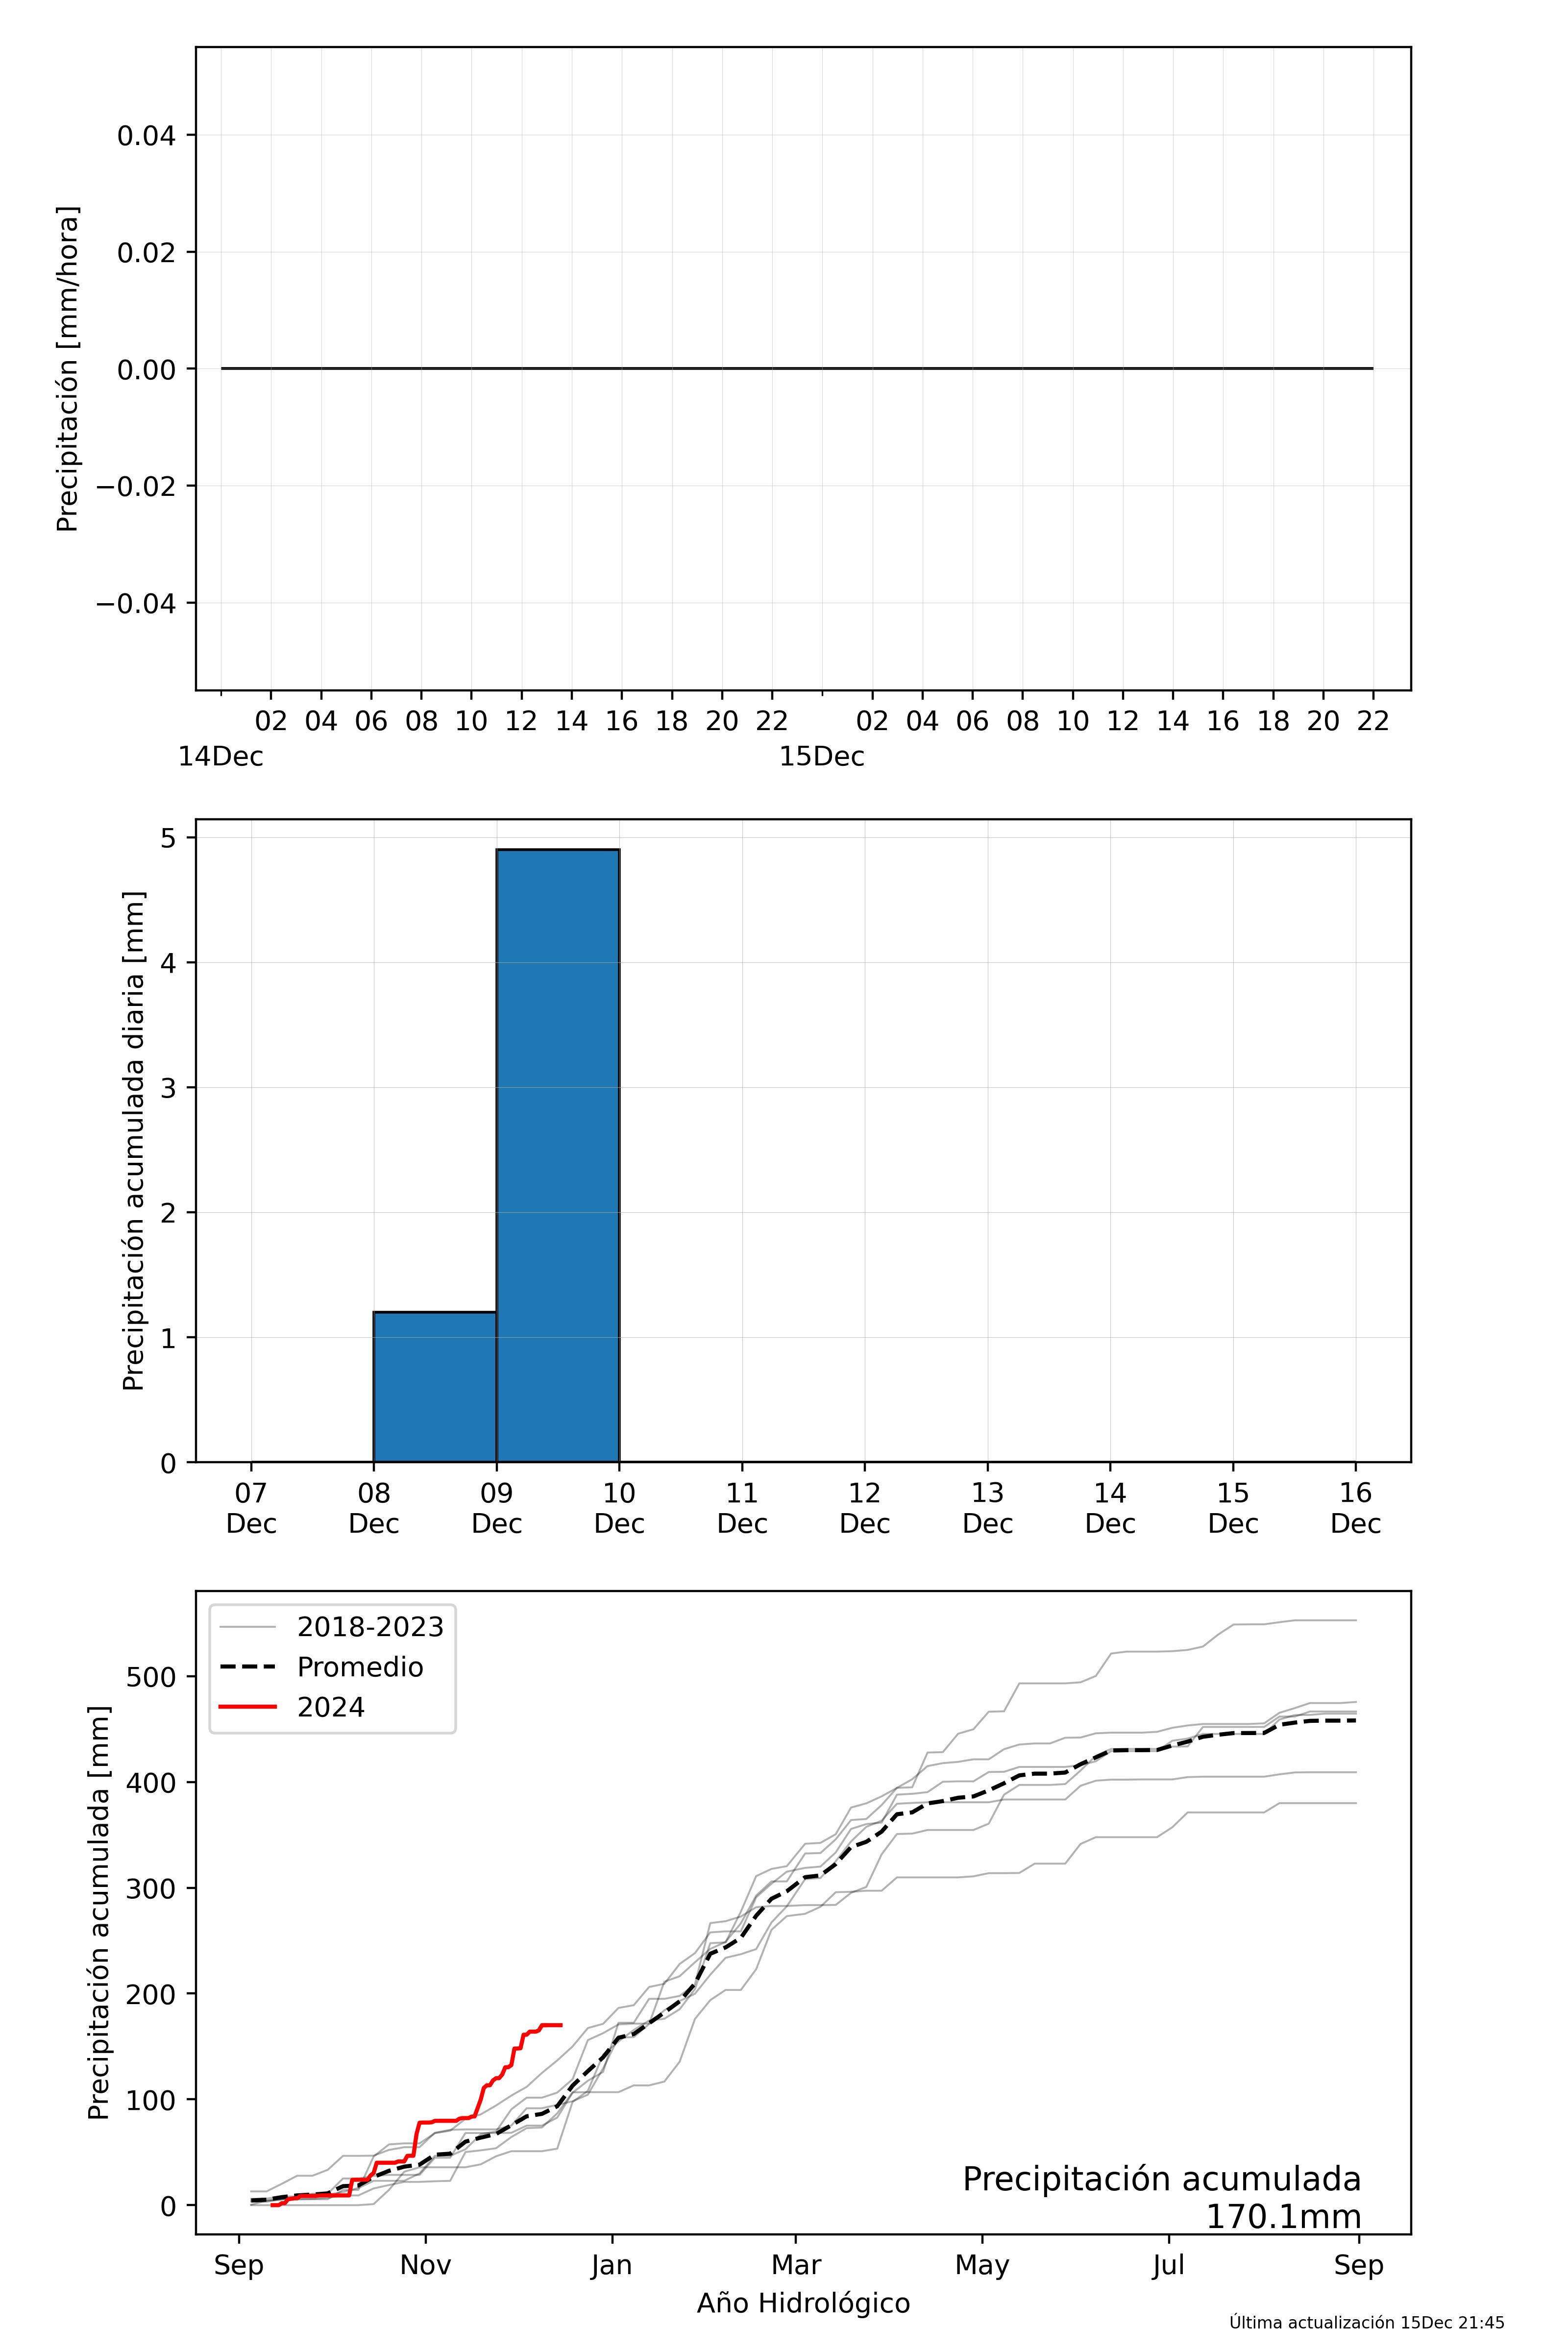 Precipitación [mm/hora]
0.04
0.02
0.00
−0.02
−0.04
02 04 06 08 10 12 14 16 18 20 22 02 04 06 08 10 12 14 16 18 20 22
14Dec 15Dec
Precipitación acumulada diaria [mm]
5
4
3
2
1
0
07 08 09 10 11 12 13 14 15 16
Dec Dec Dec Dec Dec Dec Dec Dec Dec Dec
Precipitación acumulada [mm]
2018-2023
Promedio
2024
500
400
300
200
100
0
Precipitación acumulada
170.1mm
Sep Nov Jan Mar May Jul Sep
Año Hidrológico
Última actualización 15Dec 21:45